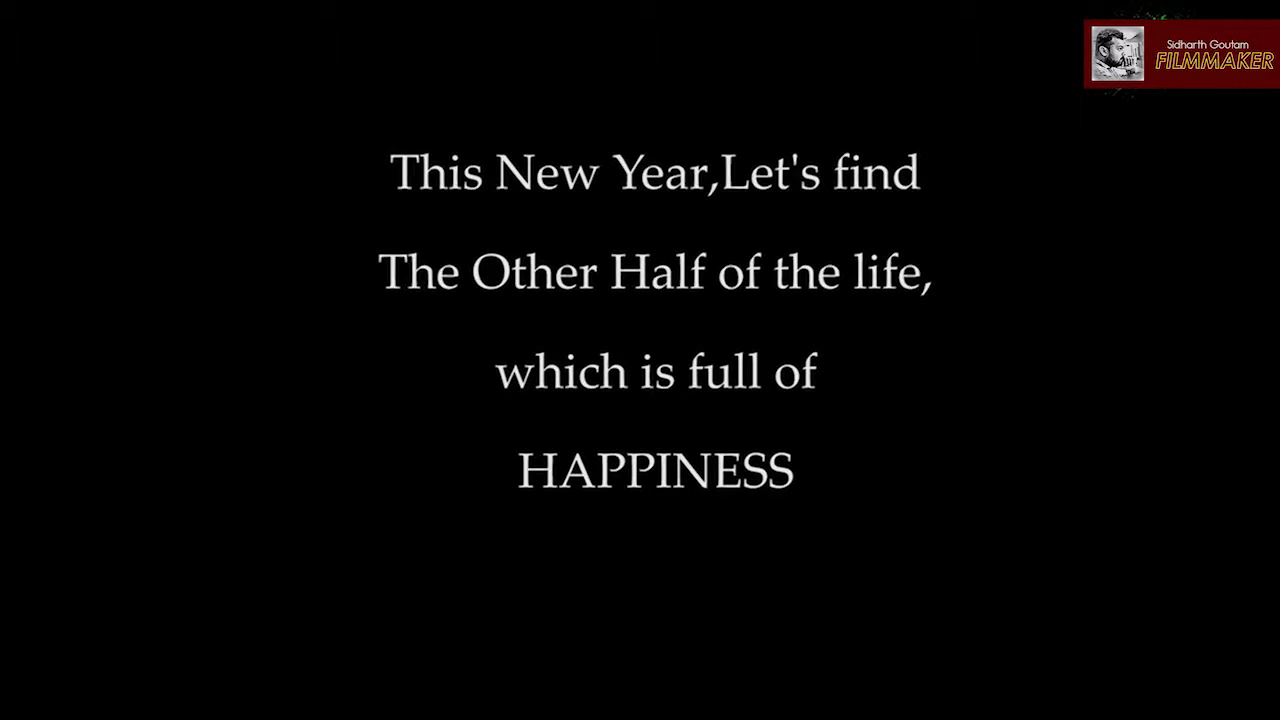 Sidharth Goutam
FILMMAKER
This New Year,Let's find
The Other Half of the life,
which is full of
HAPPINESS